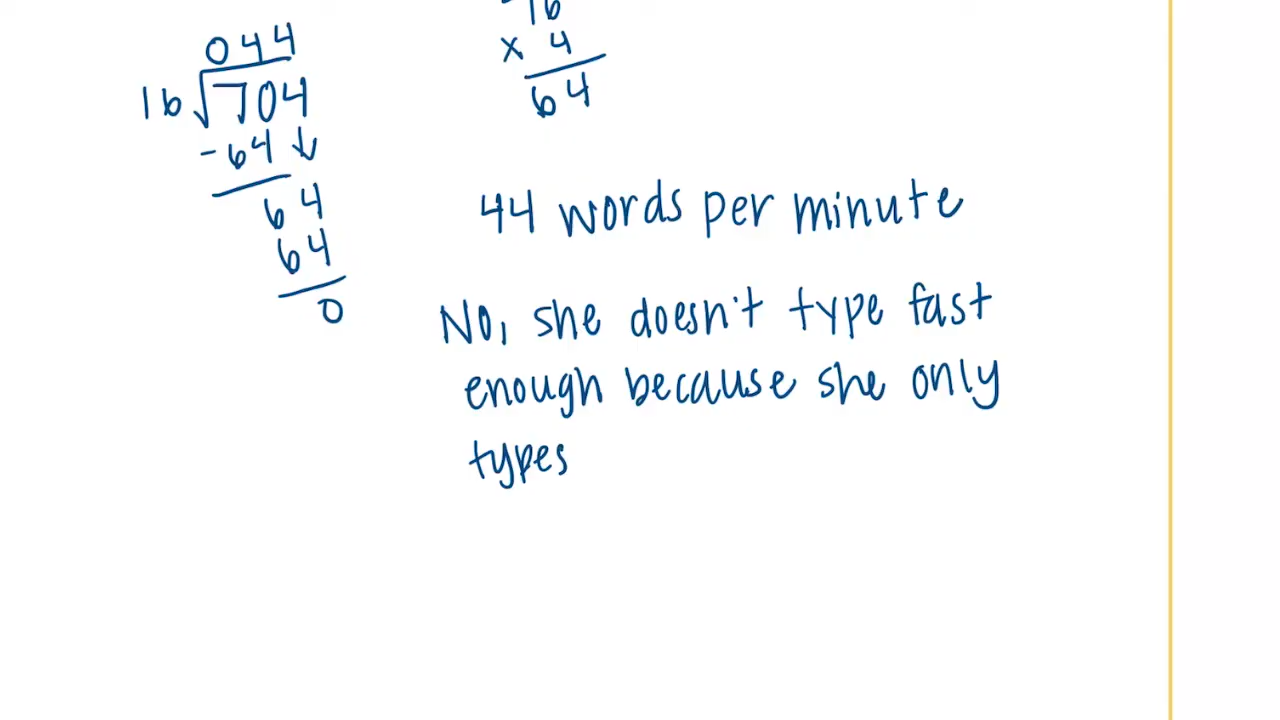 16
x 4
64
044
16√704
-64↓
64
64
0
44 words per minute
No, she doesn't type fast
enough because she only
types